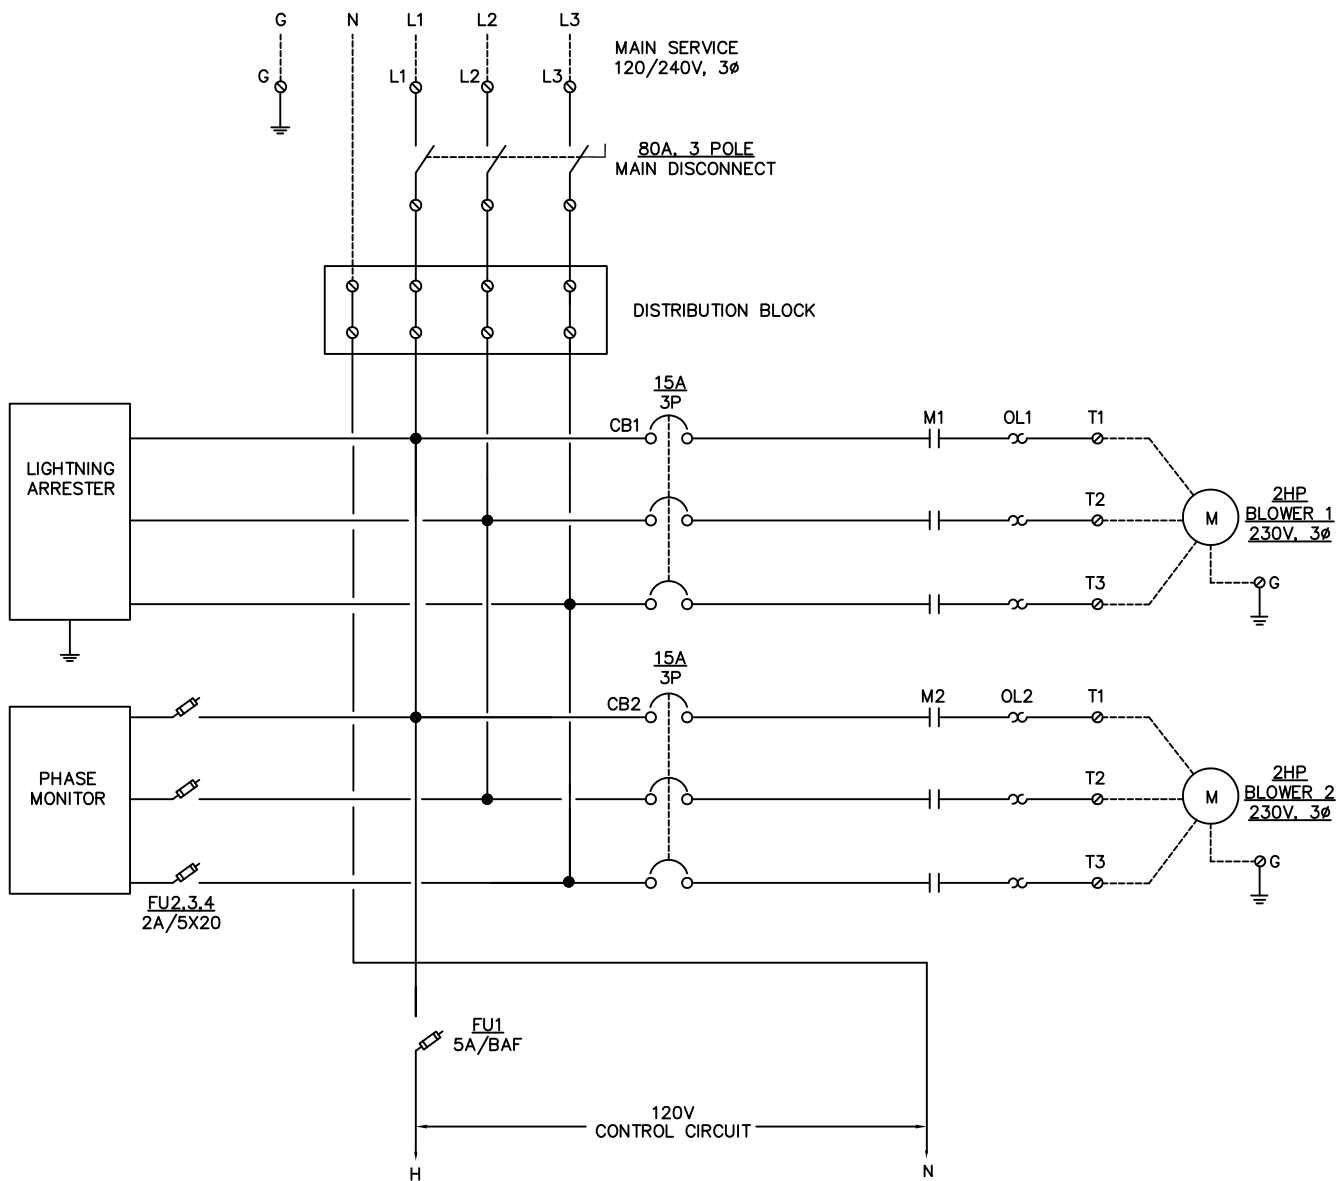 G N L1 L2 L3
MAIN SERVICE
120/240V, 3ø
G L1 L2 L3
80A, 3 POLE
MAIN DISCONNECT
DISTRIBUTION BLOCK
15A
3P
CB1 M1 OL1 T1
LIGHTNING
ARRESTER
T2
M
2HP
BLOWER 1
230V, 3ø
T3
G
15A
3P
CB2 M2 OL2 T1
PHASE
MONITOR
T2
M
2HP
BLOWER 2
230V, 3ø
T3
G
FU2,3,4
2A/5X20
FU1
5A/BAF
120V
CONTROL CIRCUIT
H N